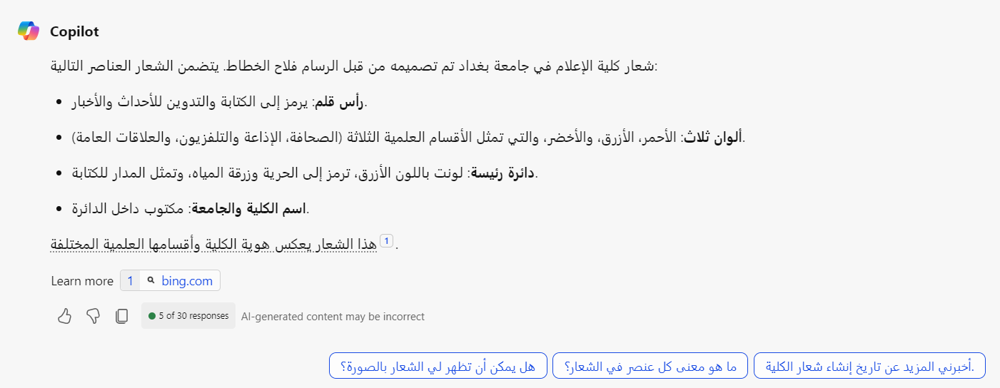 Copilot
شعار كلية الإعلام في جامعة بغداد تم تصميمه من قبل الرسام فلاح الخطاط. يتضمن الشعار العناصر التالية:
• رأس قلم: يرمز إلى الكتابة والتدوين للأحداث والأخبار.
• ألوان ثلاث: الأحمر، الأزرق، والأخضر، والتي تمثل الأقسام العلمية الثلاثة (الصحافة، الإذاعة والتلفزيون، والعلاقات العامة).
• دائرة رئيسة: لونت باللون الأزرق، ترمز إلى الحرية وزرقة المياه، وتمثل المدار للكتابة.
• اسم الكلية والجامعة: مكتوب داخل الدائرة.
هذا الشعار يعكس هوية الكلية وأقسامها العلمية المختلفة 1.
Learn more 1 bing.com
5 of 30 responses AI-generated content may be incorrect
أخبرني المزيد عن تاريخ إنشاء شعار الكلية. ما هو معنى كل عنصر في الشعار؟ هل يمكن أن تظهر لي الشعار بالصورة؟